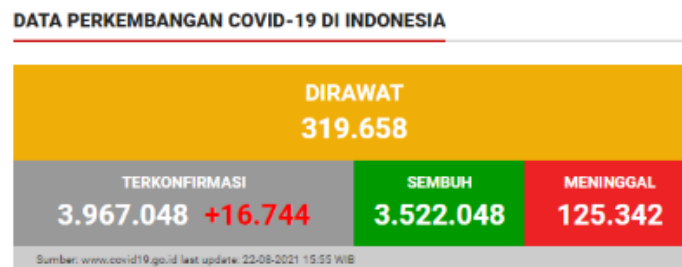 DATA PERKEMBANGAN COVID-19 DI INDONESIA
DIRAWAT
319.658
TERKONFIRMASI
3.967.048 +16.744
SEMBUH
3.522.048
MENINGGAL
125.342
Sumber: www.covid19.go.id last update: 22-08-2021 15:55 WIB